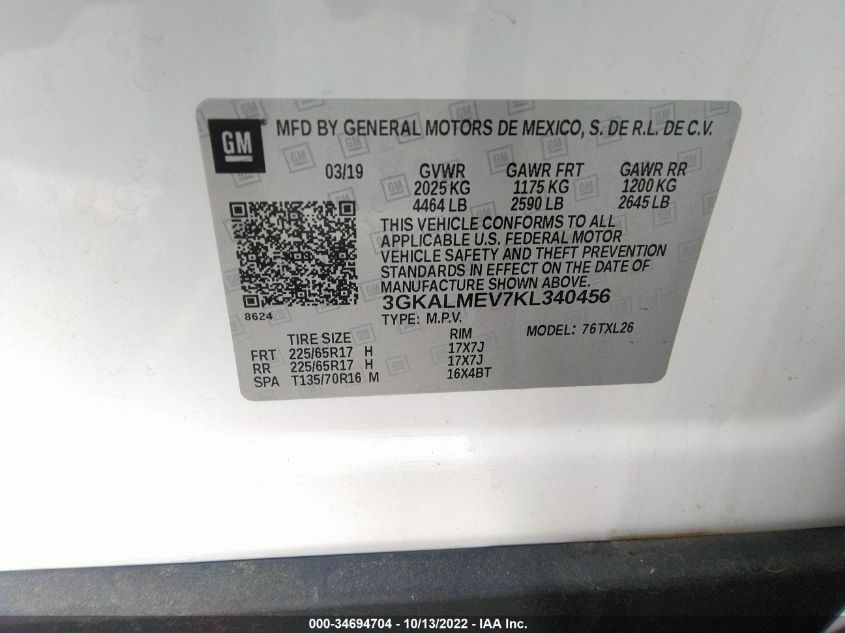 GM MFD BY GENERAL MOTORS DE MEXICO, S. DE R.L. DE C.V.
03/19 GVWR GAWR FRT GAWR RR
2025 KG 1175 KG 1200 KG
4464 LB 2590 LB 2645 LB
THIS VEHICLE CONFORMS TO ALL
APPLICABLE U.S. FEDERAL MOTOR
VEHICLE SAFETY AND THEFT PREVENTION
STANDARDS IN EFFECT ON THE DATE OF
MANUFACTURE SHOWN ABOVE.
8624 3GKALMEV7KL340456
TYPE: M.P.V. MODEL: 76TXL26
TIRE SIZE RIM
FRT 225/65R17 H 17X7J
RR 225/65R17 H 17X7J
SPA T135/70R16 M 16X4BT
000-34694704 - 10/13/2022 - IAA Inc.